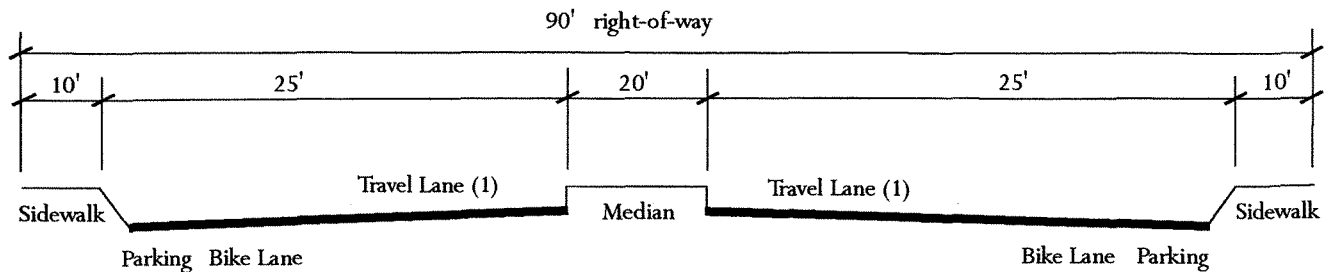 90' right-of-way
10' 25' 20' 25' 10'
Travel Lane (1) Travel Lane (1)
Sidewalk Median Sidewalk
Parking Bike Lane Bike Lane Parking